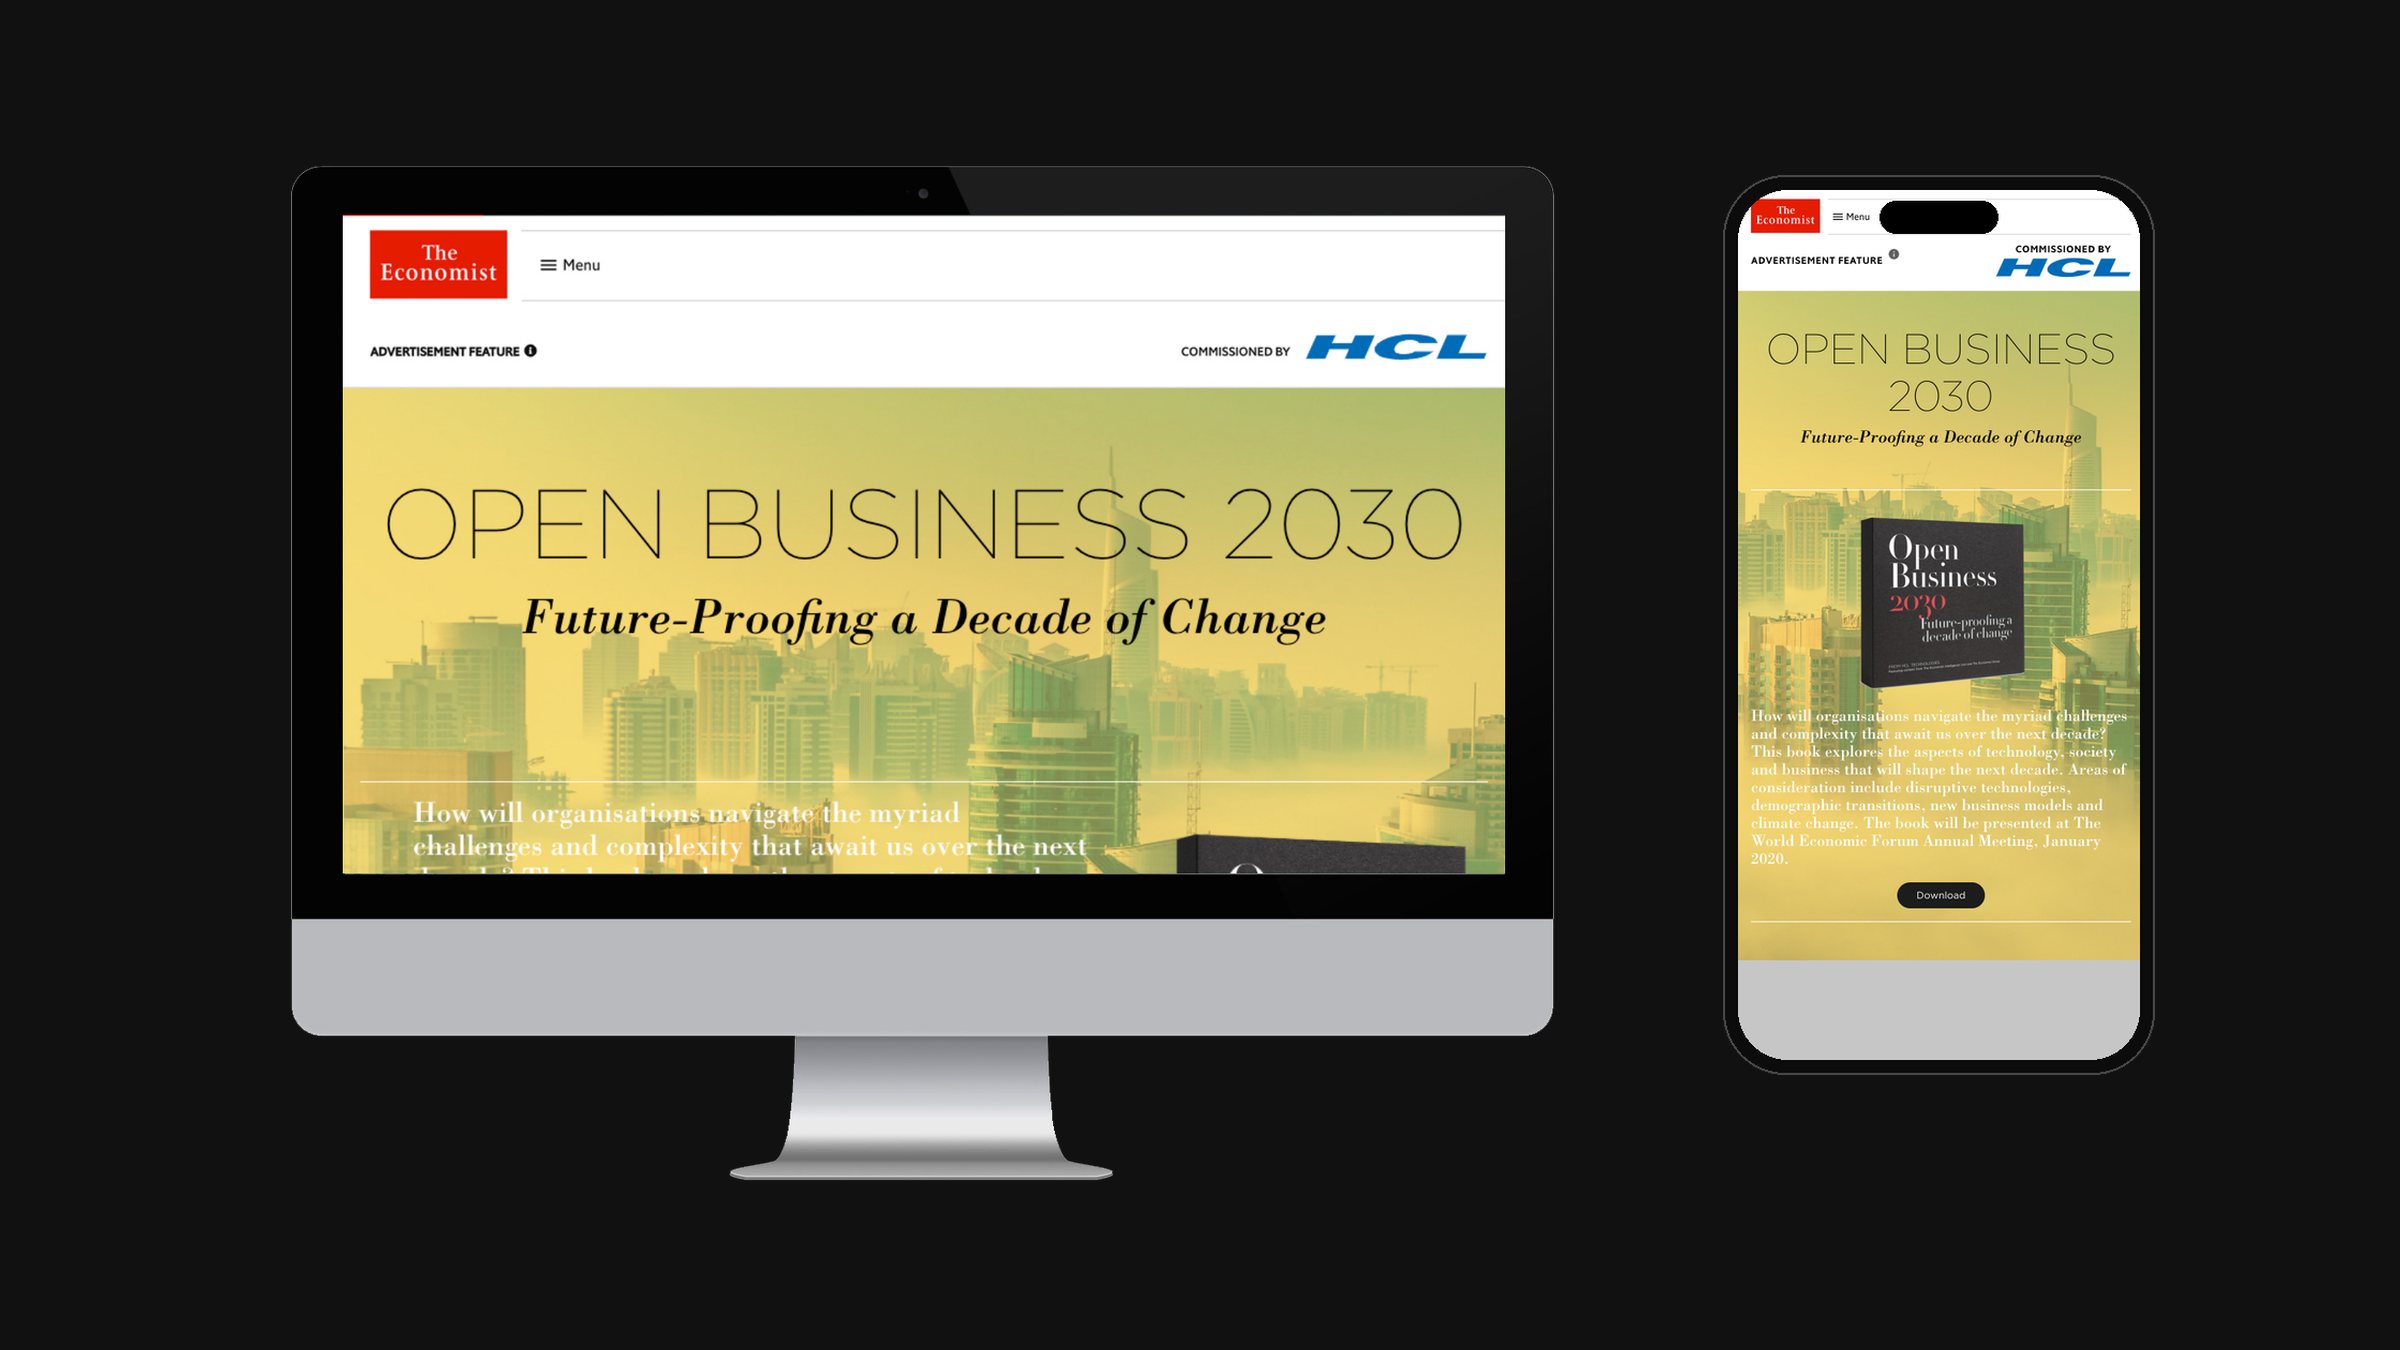 The
Economist
Menu
ADVERTISEMENT FEATURE
COMMISSIONED BY HCL
OPEN BUSINESS 2030
Future-Proofing a Decade of Change
How will organisations navigate the myriad
challenges and complexity that await us over the next
The
Economist
Menu
ADVERTISEMENT FEATURE
COMMISSIONED BY
HCL
OPEN BUSINESS
2030
Future-Proofing a Decade of Change
Open
Business
2030
Future-proofing a
decade of change
FROM HCL TECHNOLOGIES
How will organisations navigate the myriad challenges
and complexity that await us over the next decade?
This book explores the aspects of technology, society
and business that will shape the next decade. Areas of
consideration include disruptive technologies,
demographic transitions, new business models and
climate change. The book will be presented at The
World Economic Forum Annual Meeting, January
2020.
Download